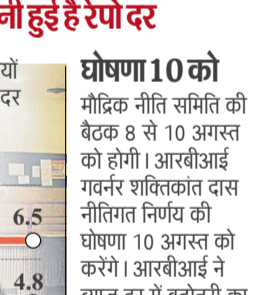 नी हुई है रेपो दर
यों
दर
6.5
4.8
घोषणा 10 को
मौद्रिक नीति समिति की
बैठक 8 से 10 अगस्त
को होगी। आरबीआई
गवर्नर शक्तिकांत दास
नीतिगत निर्णय की
घोषणा 10 अगस्त को
करेंगे। आरबीआई ने